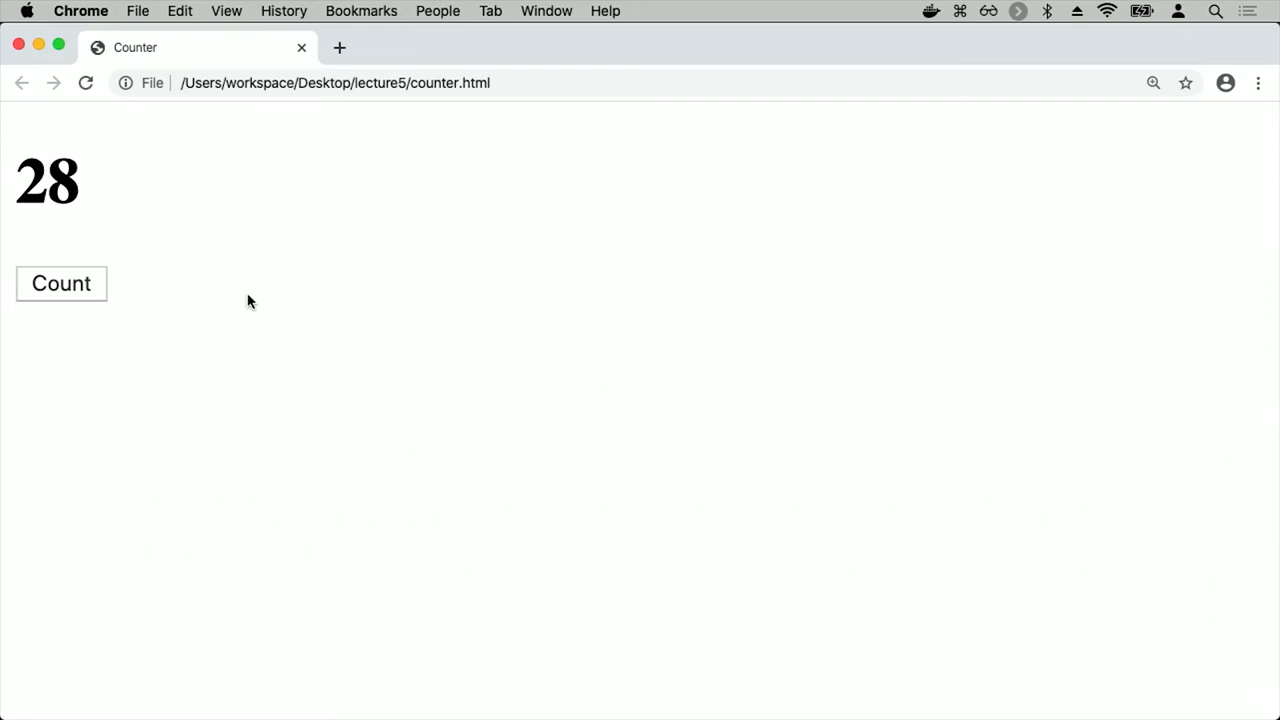 Chrome File Edit View History Bookmarks People Tab Window Help
Counter
File /Users/workspace/Desktop/lecture5/counter.html
28
Count